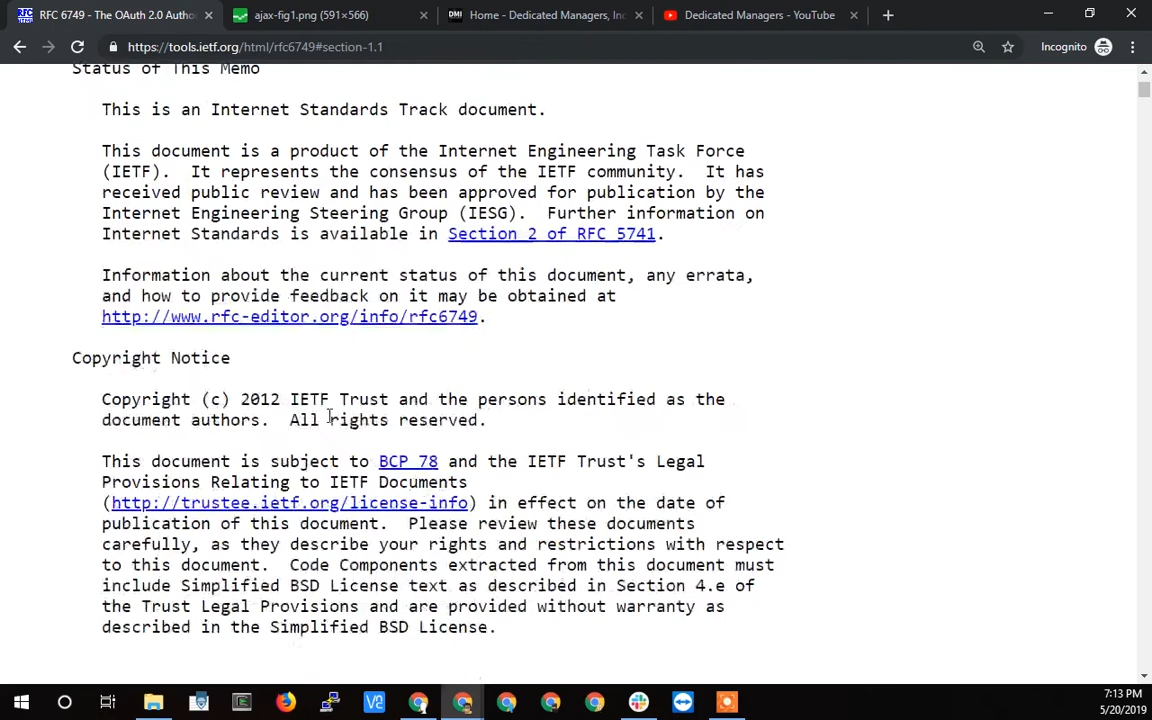 RFC 6749 - The OAuth 2.0 Autho
ajax-fig1.png (591×566)
Home - Dedicated Managers, Inc
Dedicated Managers - YouTube
https://tools.ietf.org/html/rfc6749#section-1.1
Incognito
Status of This Memo
This is an Internet Standards Track document.
This document is a product of the Internet Engineering Task Force
(IETF).  It represents the consensus of the IETF community.  It has
received public review and has been approved for publication by the
Internet Engineering Steering Group (IESG).  Further information on
Internet Standards is available in Section 2 of RFC 5741.
Information about the current status of this document, any errata,
and how to provide feedback on it may be obtained at
http://www.rfc-editor.org/info/rfc6749.
Copyright Notice
Copyright (c) 2012 IETF Trust and the persons identified as the
document authors.  All rights reserved.
This document is subject to BCP 78 and the IETF Trust's Legal
Provisions Relating to IETF Documents
(http://trustee.ietf.org/license-info) in effect on the date of
publication of this document.  Please review these documents
carefully, as they describe your rights and restrictions with respect
to this document.  Code Components extracted from this document must
include Simplified BSD License text as described in Section 4.e of
the Trust Legal Provisions and are provided without warranty as
described in the Simplified BSD License.
7:13 PM
5/20/2019